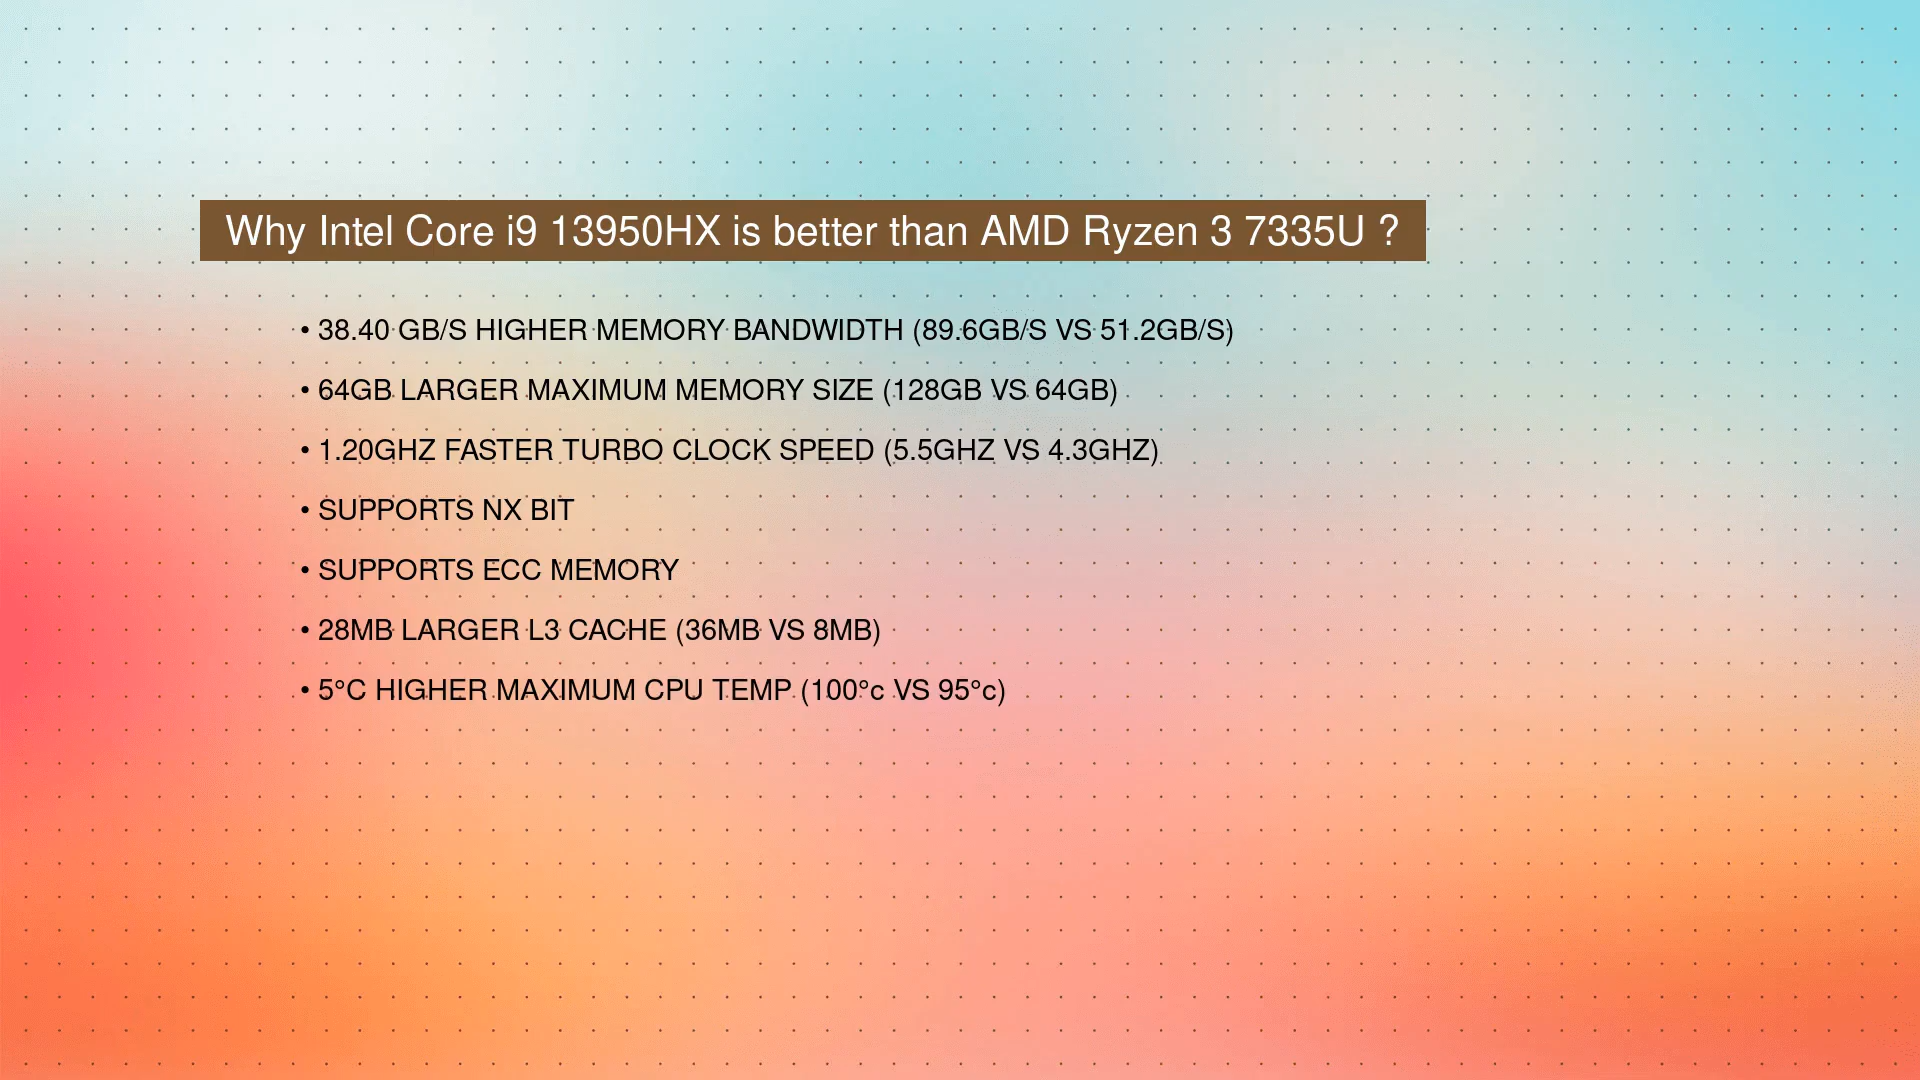 Why Intel Core i9 13950HX is better than AMD Ryzen 3 7335U ?
• 38.40 GB/S HIGHER MEMORY BANDWIDTH (89.6GB/S VS 51.2GB/S)
• 64GB LARGER MAXIMUM MEMORY SIZE (128GB VS 64GB)
• 1.20GHZ FASTER TURBO CLOCK SPEED (5.5GHZ VS 4.3GHZ)
• SUPPORTS NX BIT
• SUPPORTS ECC MEMORY
• 28MB LARGER L3 CACHE (36MB VS 8MB)
• 5°C HIGHER MAXIMUM CPU TEMP (100°c VS 95°c)